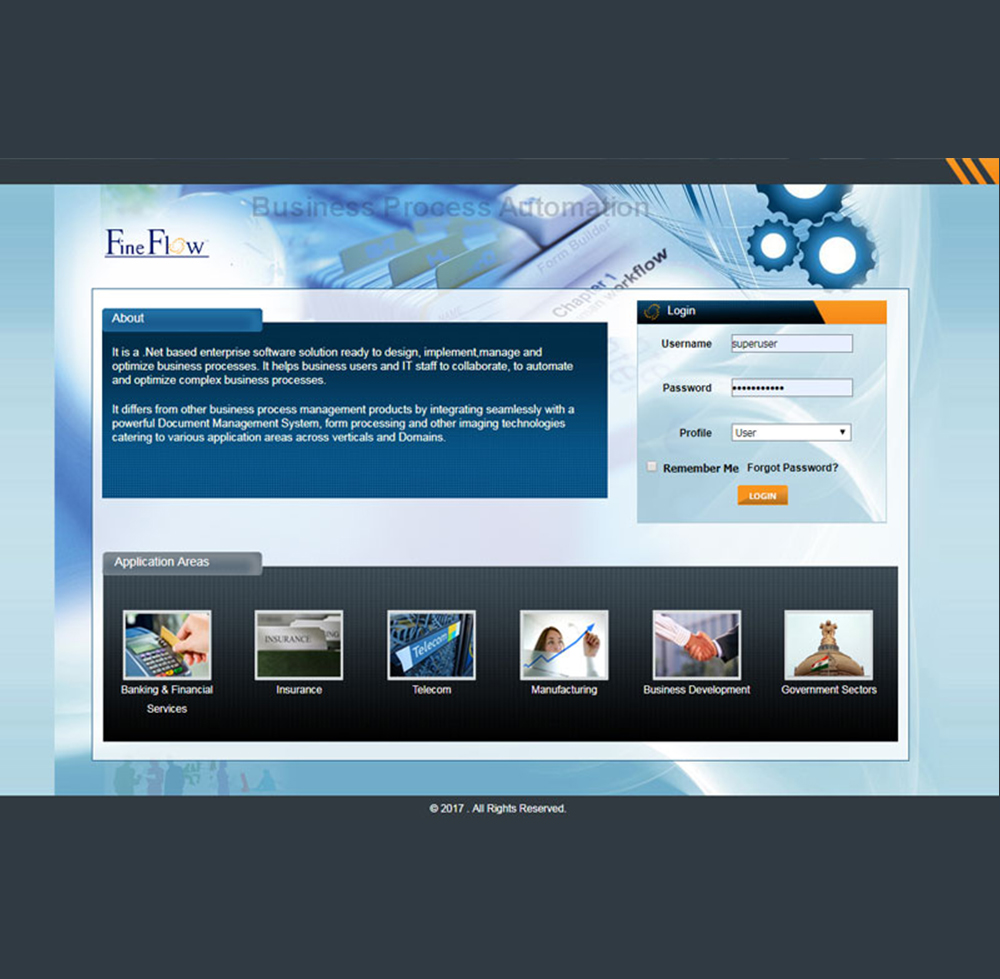 Business Process Automation
Fine Flow
Form Builder
Chapter 1
workflow
About
It is a .Net based enterprise software solution ready to design, implement,manage and
optimize business processes. It helps business users and IT staff to collaborate, to automate
and optimize complex business processes.
It differs from other business process management products by integrating seamlessly with a
powerful Document Management System, form processing and other imaging technologies
catering to various application areas across verticals and Domains.
Login
Username superuser
Password •••••••••••
Profile User
Remember Me Forgot Password?
LOGIN
Application Areas
INSURANCE
Telecom
Banking & Financial
Services
Insurance
Telecom
Manufacturing
Business Development
Government Sectors
© 2017 . All Rights Reserved.